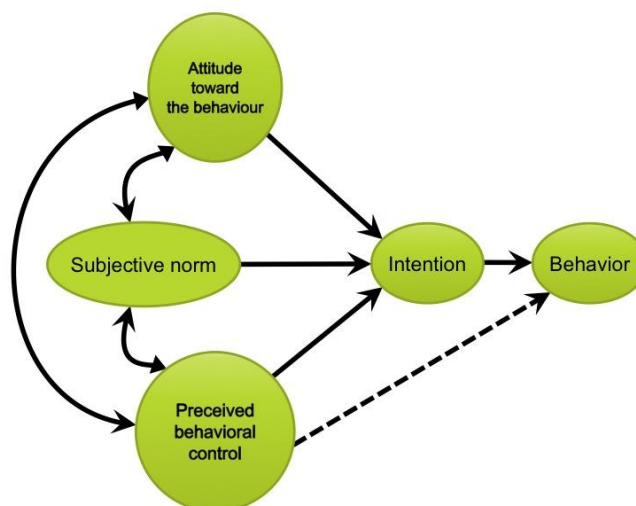 Attitude
toward
the behaviour
Subjective norm
Intention
Behavior
Preceived
behavioral
control